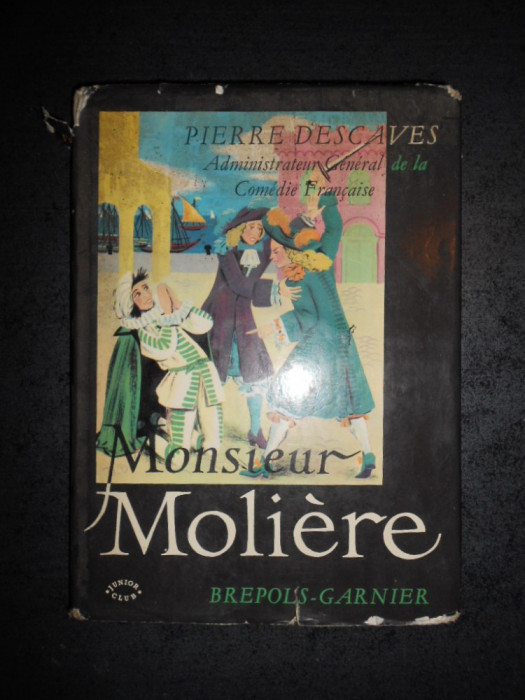 PIERRE DESCAVES
Administrateur Général de la
Comédie Française
Monsieur
Molière
JUNIOR
CLUB
BREPOLS-GARNIER